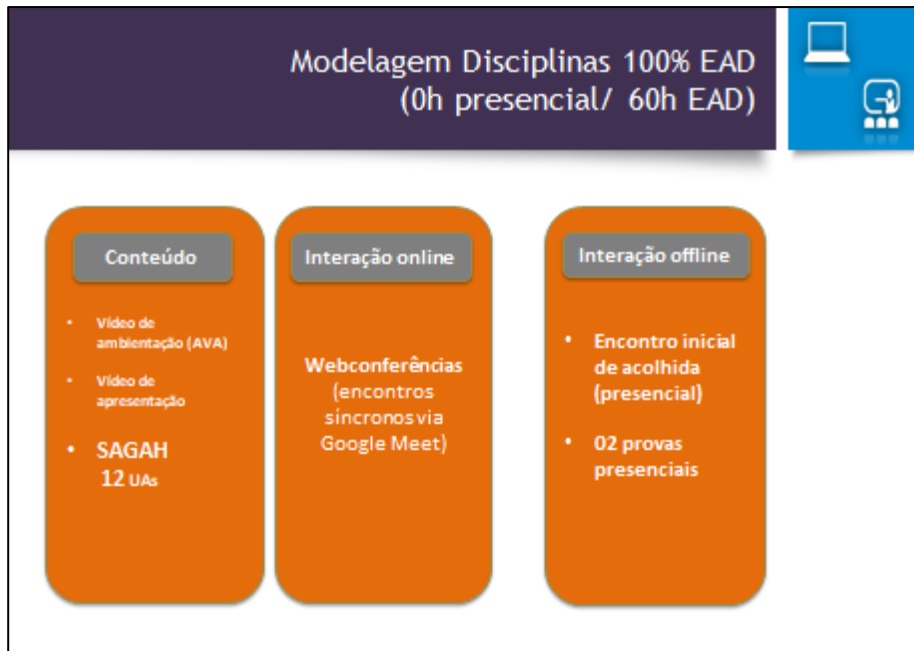 Modelagem Disciplinas 100% EAD
(0h presencial/ 60h EAD)
Conteúdo
• Vídeo de
ambientação (AVA)
• Vídeo de
apresentação
• SAGAH
12 UAs
Interação online
Webconferências
(encontros
síncronos via
Google Meet)
Interação offline
• Encontro inicial
de acolhida
(presencial)
• 02 provas
presenciais